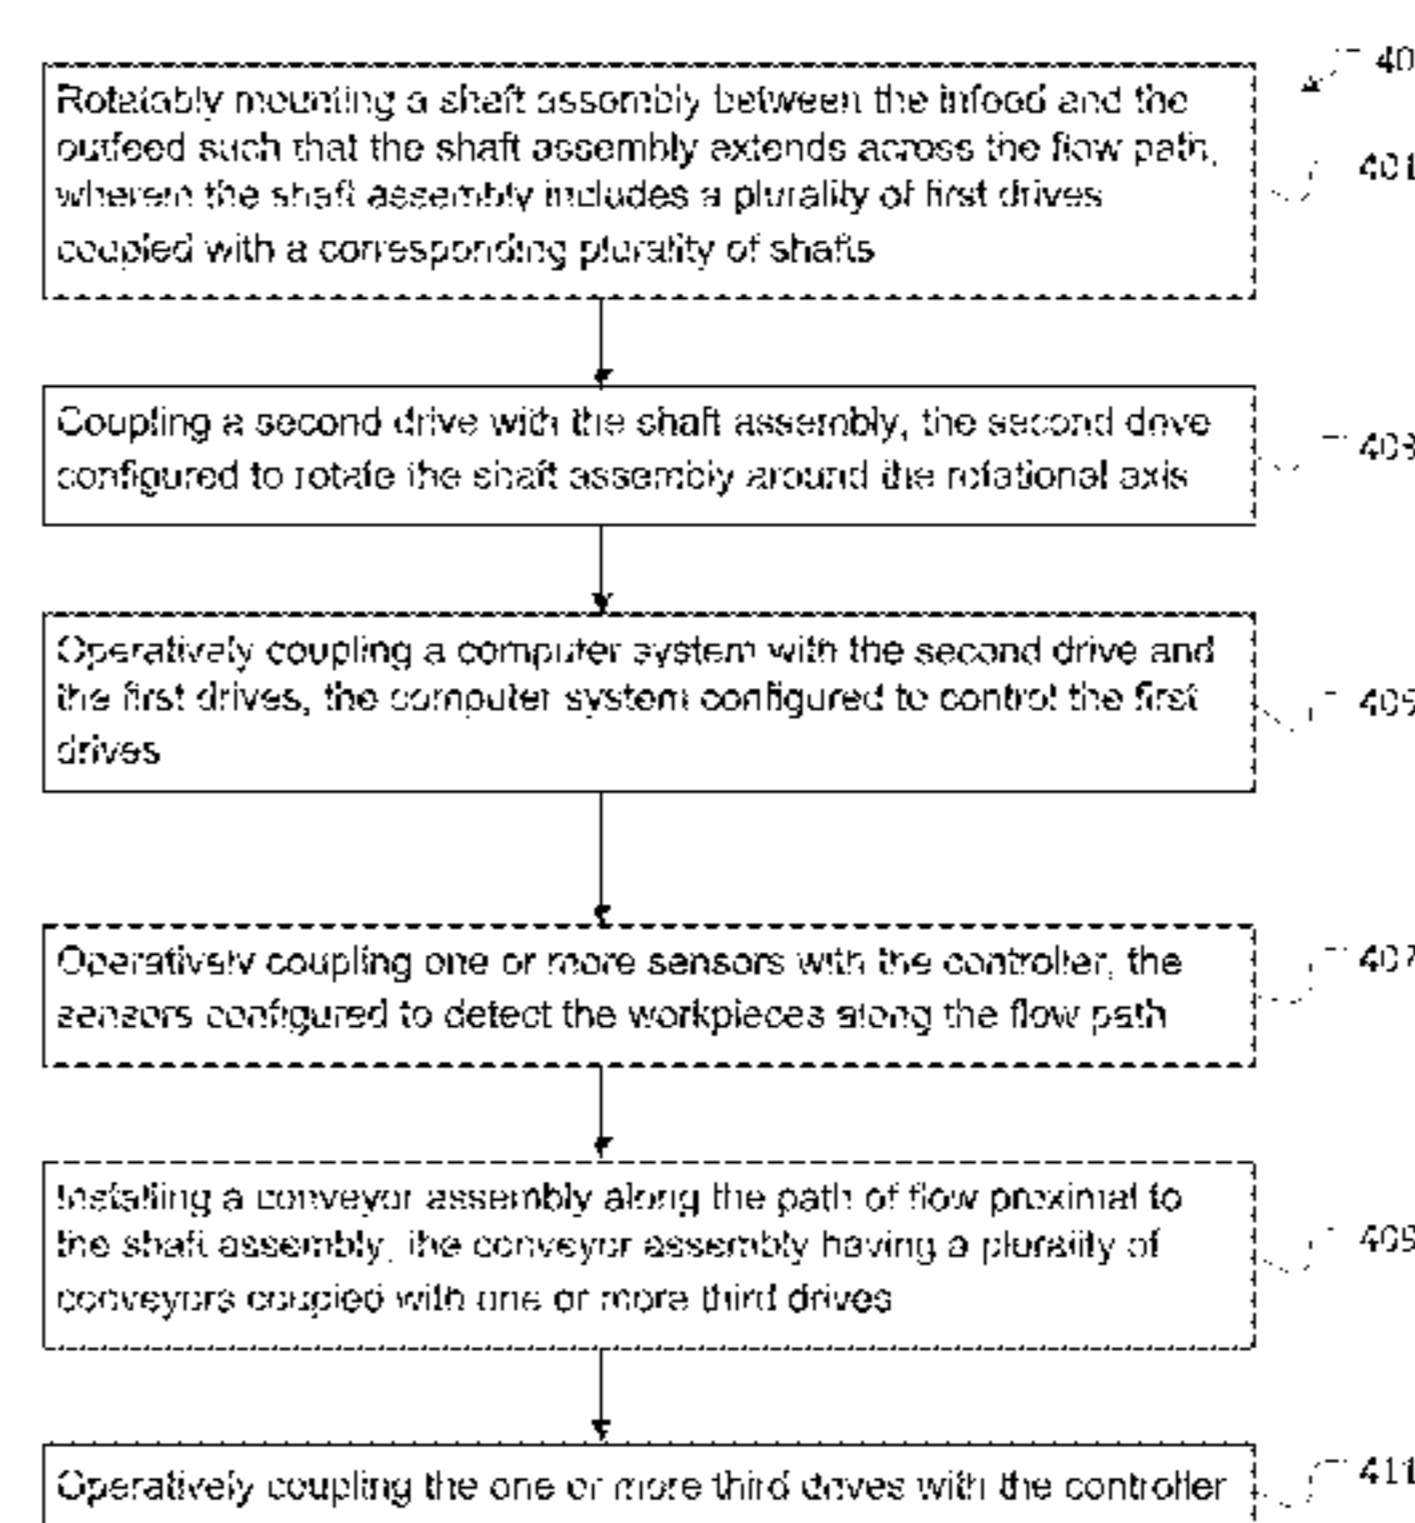 40
Rotatably mounting a shaft assembly between the infeed and the
outfeed such that the shaft assembly extends across the flow path,
wherein the shaft assembly includes a plurality of first drives
coupled with a corresponding plurality of shafts
401
Coupling a second drive with the shaft assembly, the second drive
configured to rotate the shaft assembly around the rotational axis
403
Operatively coupling a computer system with the second drive and
the first drives, the computer system configured to control the first
drives
405
Operatively coupling one or more sensors with the controller, the
sensors configured to detect the workpieces along the flow path
407
Installing a conveyor assembly along the path of flow proximal to
the shaft assembly, the conveyor assembly having a plurality of
conveyors coupled with one or more third drives
409
Operatively coupling the one or more third drives with the controller
411